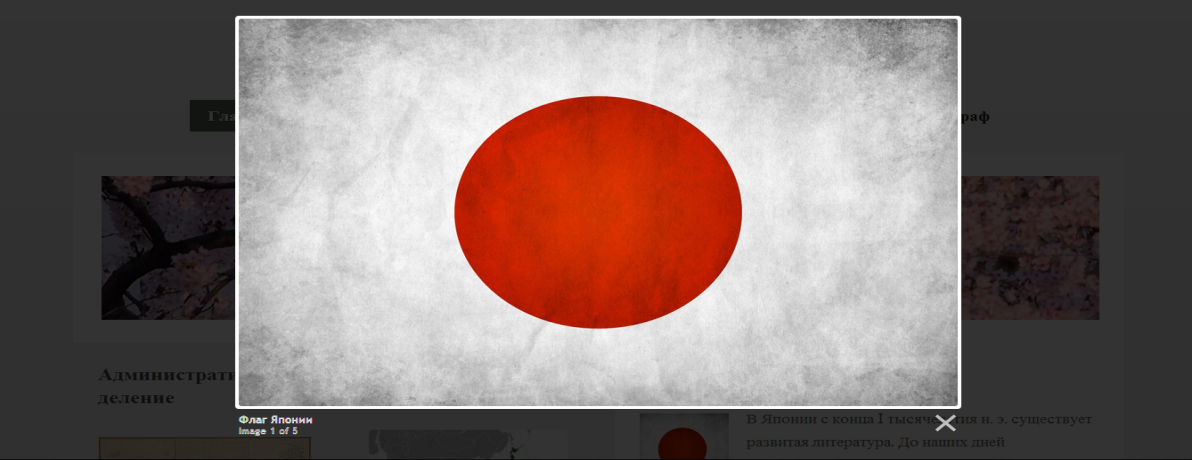 Гла
раф
Администрати
деление
Флаг Японии
Image 1 of 5
В Японии с конца I тысяч тия н. э. существует
развитая литература. До наших дней